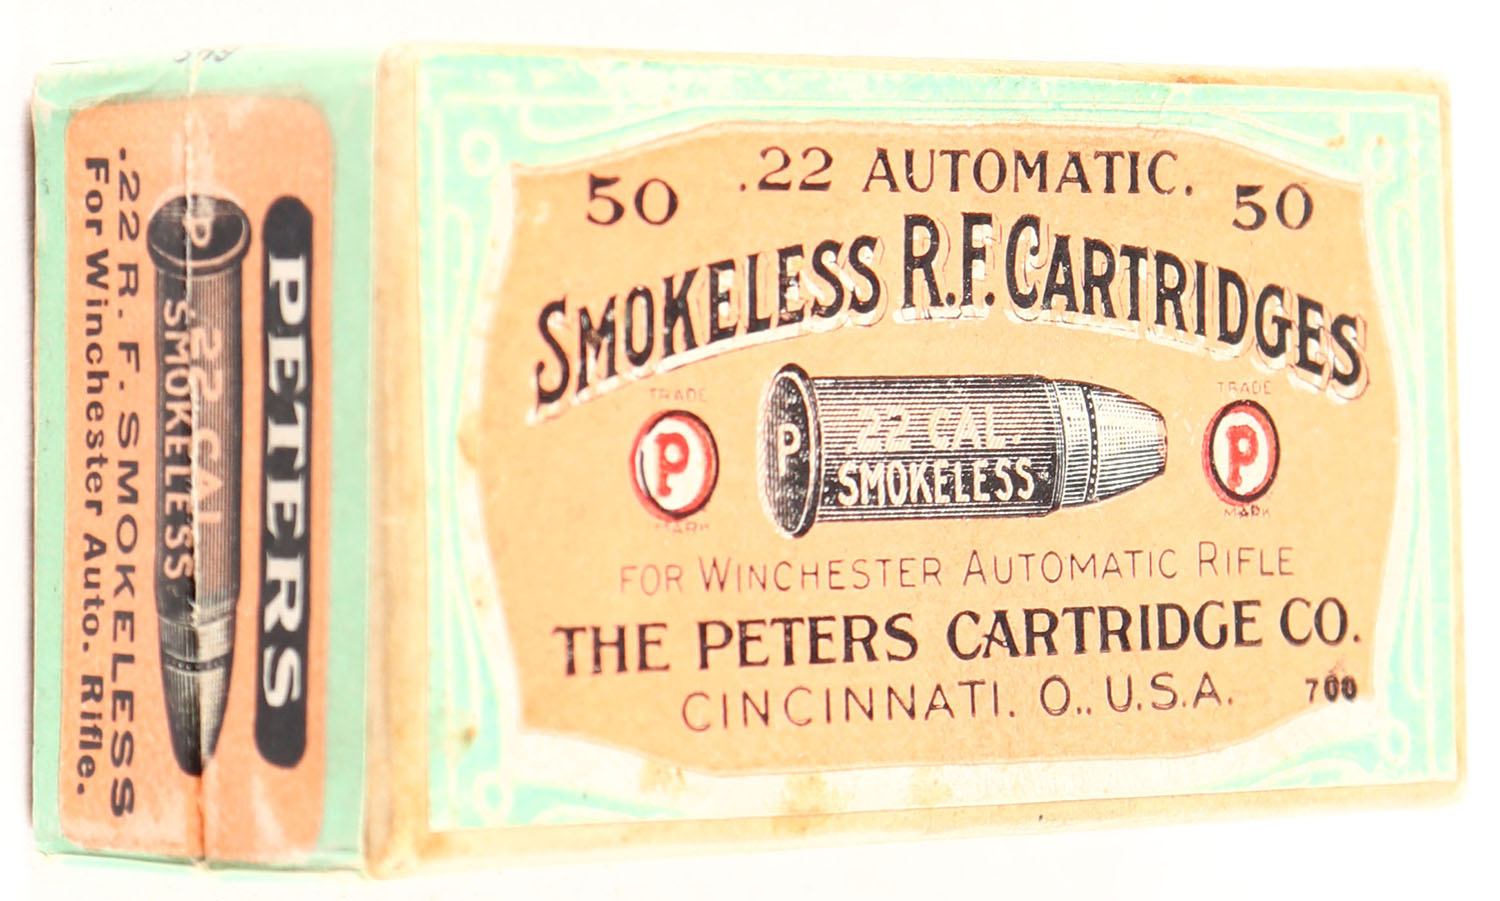 50 .22 AUTOMATIC. 50
SMOKELESS R.F. CARTRIDGES
TRADE
P
MARK
P
.22 CAL.
SMOKELESS
TRADE
P
MARK
FOR WINCHESTER AUTOMATIC RIFLE
THE PETERS CARTRIDGE CO.
CINCINNATI. O., U.S.A.
700
PETERS
P
.22 CAL.
SMOKELESS
.22 R. F. SMOKELESS
For Winchester Auto. Rifle.